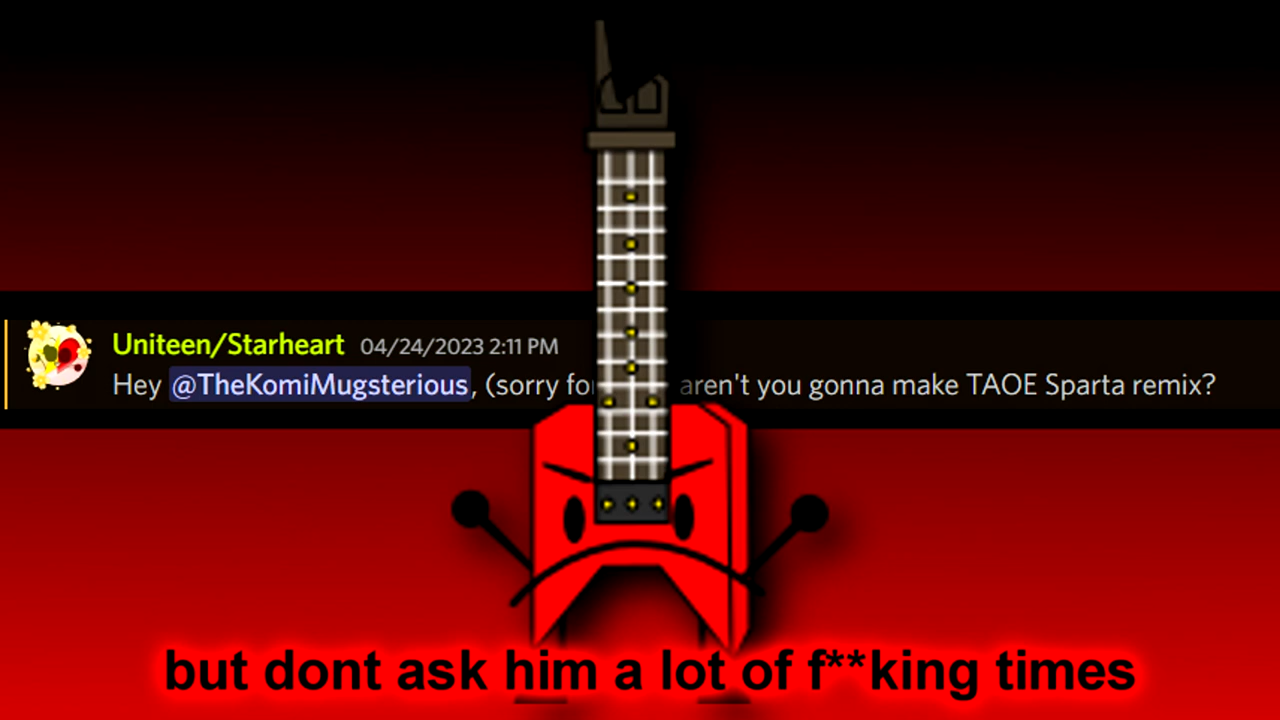 Uniteen/Starheart 04/24/2023 2:11 PM
Hey @TheKomiMugsterious, (sorry aren't you gonna make TAOE Sparta remix?
but dont ask him a lot of f**king times